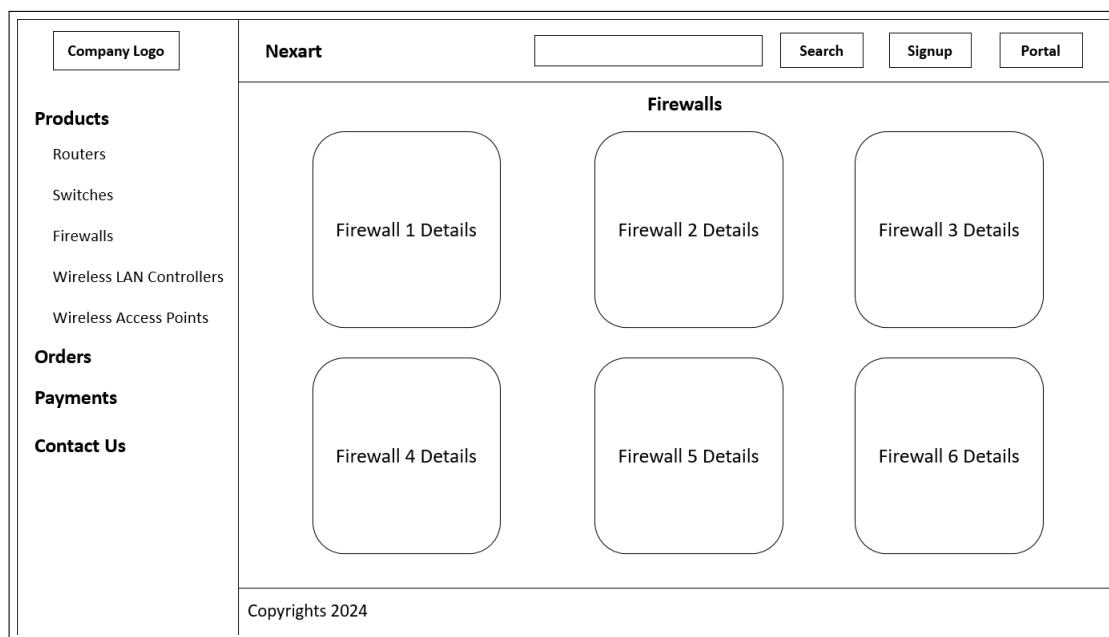 Company Logo
Nexart
Search
Signup
Portal
Products
Routers
Switches
Firewalls
Wireless LAN Controllers
Wireless Access Points
Orders
Payments
Contact Us
Firewalls
Firewall 1 Details
Firewall 2 Details
Firewall 3 Details
Firewall 4 Details
Firewall 5 Details
Firewall 6 Details
Copyrights 2024